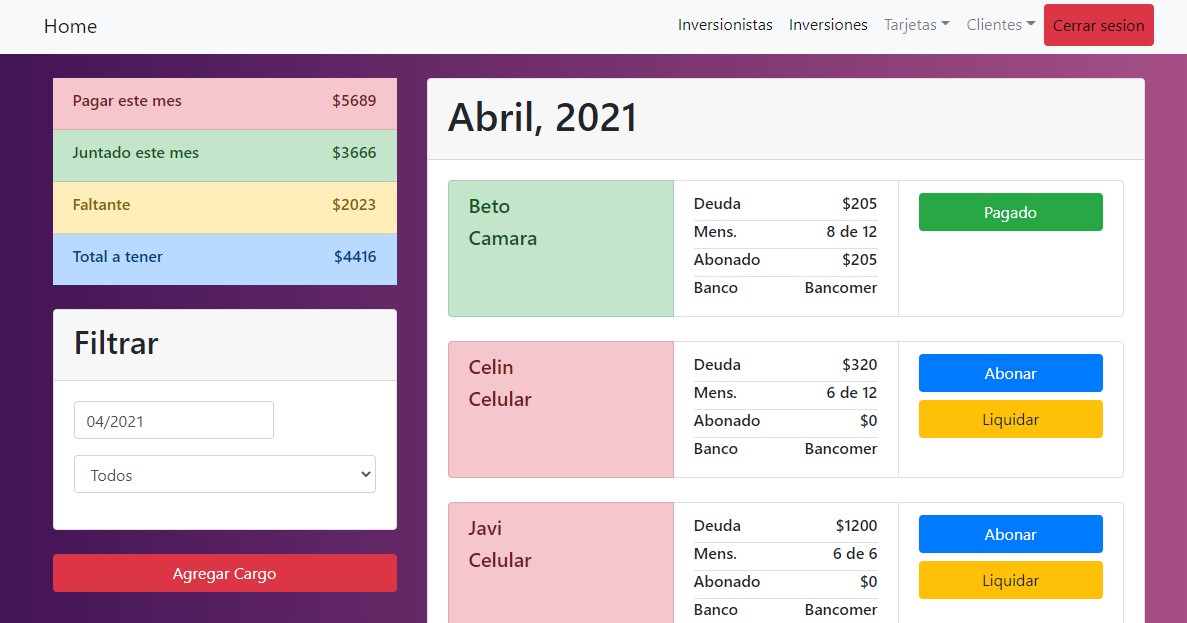 Home
Inversionistas Inversiones Tarjetas Clientes Cerrar sesion
Pagar este mes $5689
Juntado este mes $3666
Faltante $2023
Total a tener $4416
Filtrar
04/2021
Todos
Agregar Cargo
Abril, 2021
Beto
Camara
Deuda $205
Mens. 8 de 12
Abonado $205
Banco Bancomer
Pagado
Celin
Celular
Deuda $320
Mens. 6 de 12
Abonado $0
Banco Bancomer
Abonar
Liquidar
Javi
Celular
Deuda $1200
Mens. 6 de 6
Abonado $0
Banco Bancomer
Abonar
Liquidar